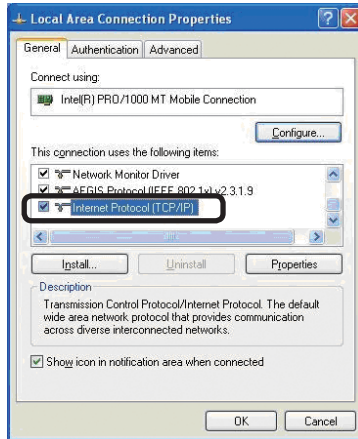 Local Area Connection Properties
General Authentication Advanced
Connect using:
Intel(R) PRO/1000 MT Mobile Connection
Configure...
This connection uses the following items:
Network Monitor Driver
AEGIS Protocol (IEEE 802.1x) v2.3.1.9
Internet Protocol (TCP/IP)
Install... Uninstall Properties
Description
Transmission Control Protocol/Internet Protocol. The default
wide area network protocol that provides communication
across diverse interconnected networks.
Show icon in notification area when connected
OK Cancel